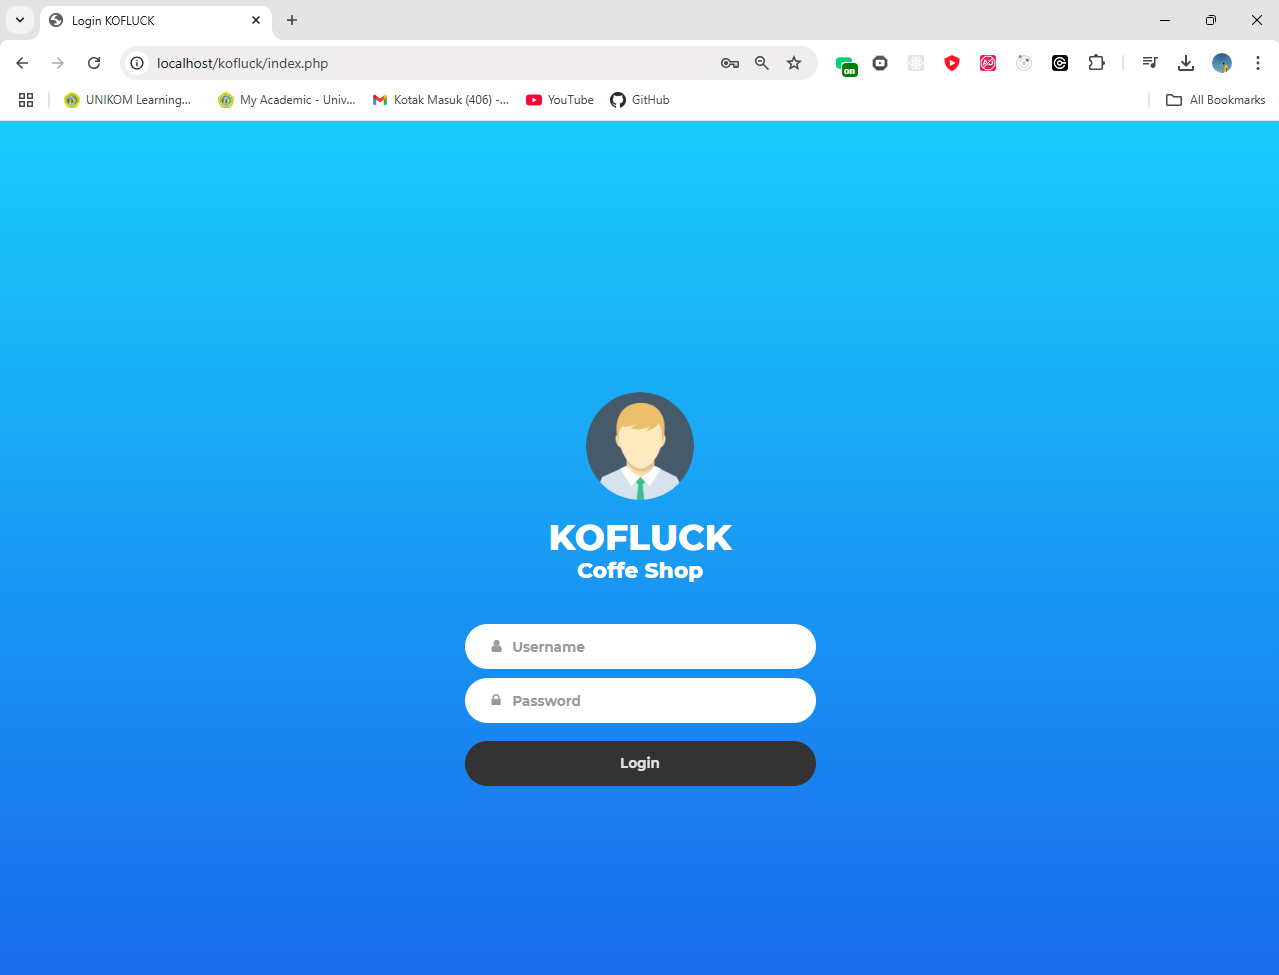 Login KOFLUCK
localhost/kofluck/index.php
on
UNIKOM Learning... My Academic - Univ... Kotak Masuk (406) -... YouTube GitHub All Bookmarks
KOFLUCK
Coffe Shop
Username
Password
Login